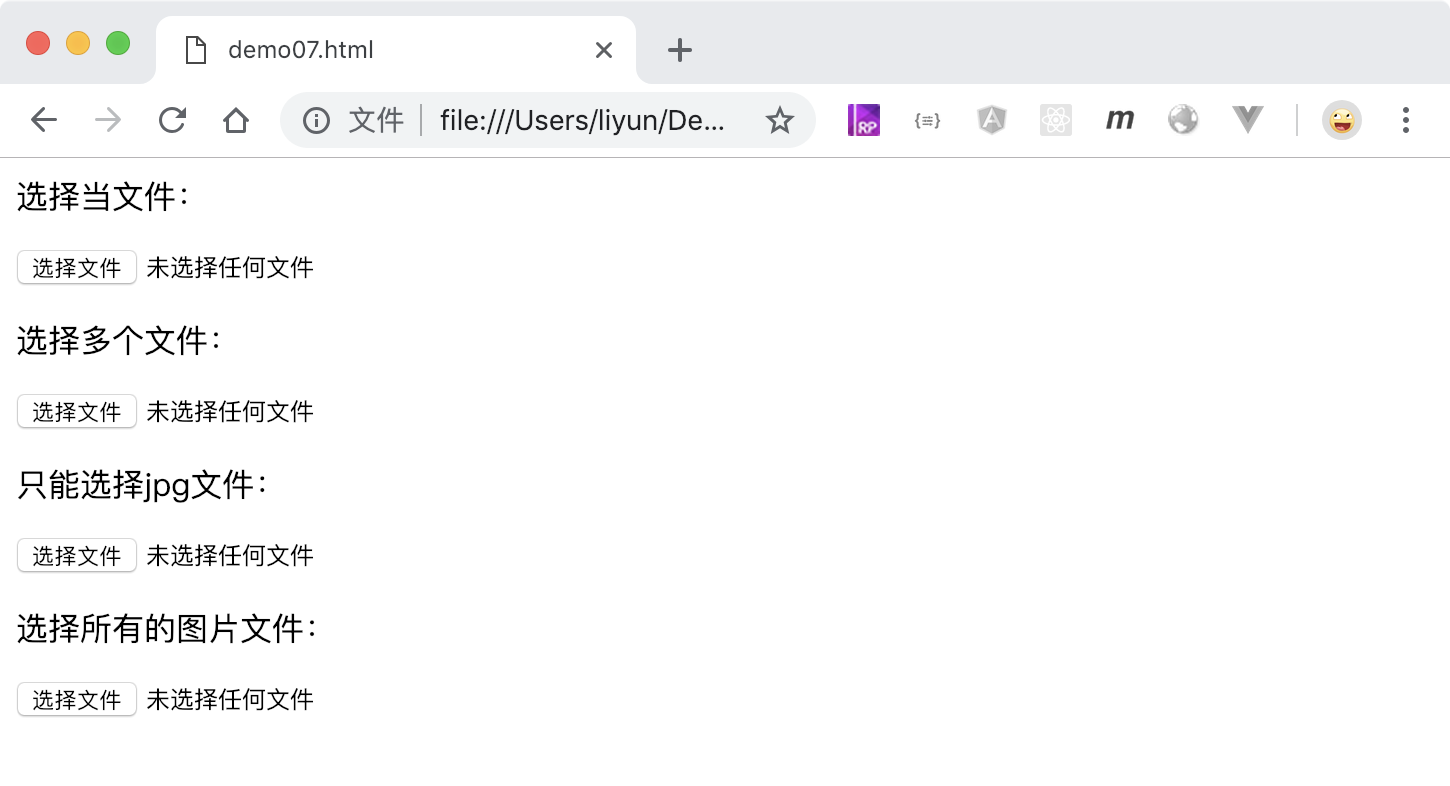 demo07.html
文件 file:///Users/liyun/De...
RP
{≡}
A
m
选择当文件：
选择文件 未选择任何文件
选择多个文件：
选择文件 未选择任何文件
只能选择jpg文件：
选择文件 未选择任何文件
选择所有的图片文件：
选择文件 未选择任何文件